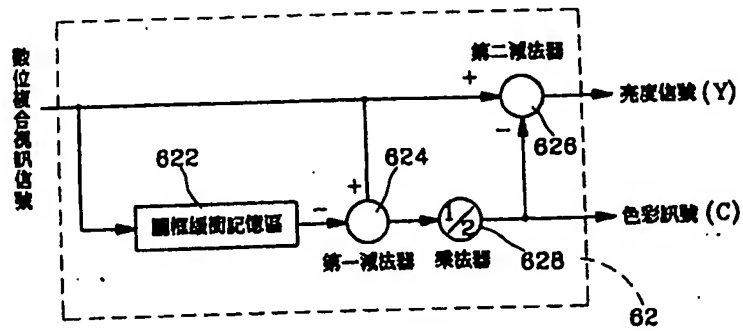 數位複合視訊信號
第二減法器
+
亮度信號 (Y)
−
626
622
624
+
圖框緩衝記憶區
−
1/2
色彩訊號 (C)
第一減法器
乘法器
628
62